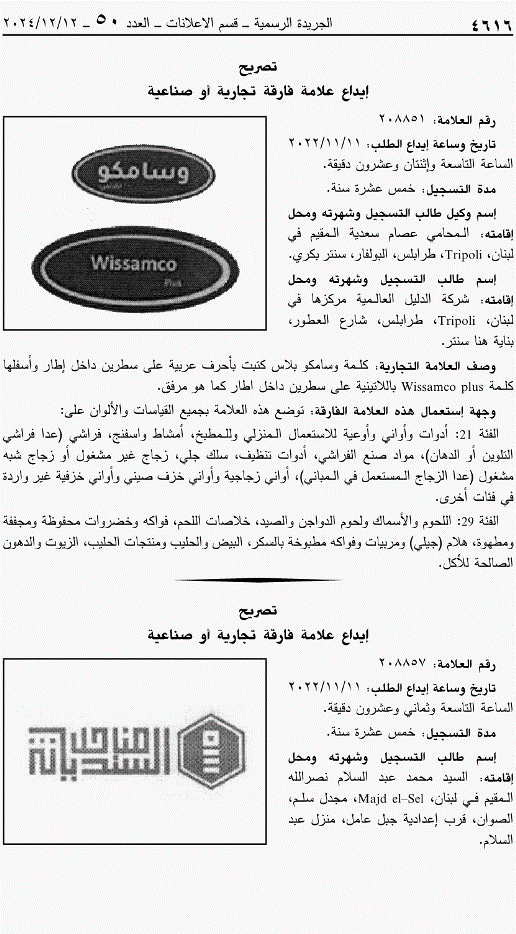 ٤٦١٦ الجريدة الرسمية ــ قسم الاعلانات ــ العدد ٥٠ ــ ٢٠٢٤/١٢/١٢
تصريح
إيداع علامة فارقة تجارية أو صناعية
رقم العلامة: ٢٠٨٨٥١
تاريخ وساعة إيداع الطلب: ٢٠٢٢/١١/١١
الساعة التاسعة وإثنتان وعشرون دقيقة.
مدة التسجيل: خمس عشرة سنة.
إسم وكيل طالب التسجيل وشهرته ومحل
إقامته: المحامي عصام سعدية المقيم في
لبنان، Tripoli، طرابلس، البولفار، سنتر بكري.
إسم طالب التسجيل وشهرته ومحل
إقامته: شركة الدليل العالمية مركزها في
لبنان، Tripoli، طرابلس، شارع العطور،
بناية هنا سنتر.
وسامكو
بلاس
Wissamco
Plus
وصف العلامة التجارية: كلمة وسامكو بلاس كتبت بأحرف عربية على سطرين داخل إطار وأسفلها
كلمة Wissamco plus باللاتينية على سطرين داخل اطار كما هو مرفق.
وجهة إستعمال هذه العلامة الفارقة: توضع هذه العلامة بجميع القياسات والألوان على:
الفئة 21: أدوات وأواني وأوعية للاستعمال المنزلي وللمطبخ، أمشاط واسفنج، فراشي (عدا فراشي
التلوين أو الدهان)، مواد صنع الفراشي، أدوات تنظيف، سلك جلي، زجاج غير مشغول أو زجاج شبه
مشغول (عدا الزجاج المستعمل في المباني)، أواني زجاجية وأواني خزف صيني وأواني خزفية غير واردة
في فئات أخرى.
الفئة 29: اللحوم والأسماك ولحوم الدواجن والصيد، خلاصات اللحم، فواكه وخضروات محفوظة ومجففة
ومطهوة، هلام (جيلي) ومربيات وفواكه مطبوخة بالسكر، البيض والحليب ومنتجات الحليب، الزيوت والدهون
الصالحة للأكل.
تصريح
إيداع علامة فارقة تجارية أو صناعية
رقم العلامة: ٢٠٨٨٥٧
تاريخ وساعة إيداع الطلب: ٢٠٢٢/١١/١١
الساعة التاسعة وثماني وعشرون دقيقة.
مدة التسجيل: خمس عشرة سنة.
إسم طالب التسجيل وشهرته ومحل
إقامته: السيد محمد عبد السلام نصرالله
المقيم في لبنان، Majd el–Sel، مجدل سلم،
الصوان، قرب إعدادية جبل عامل، منزل عبد
السلام.
مناحل
السنديانة